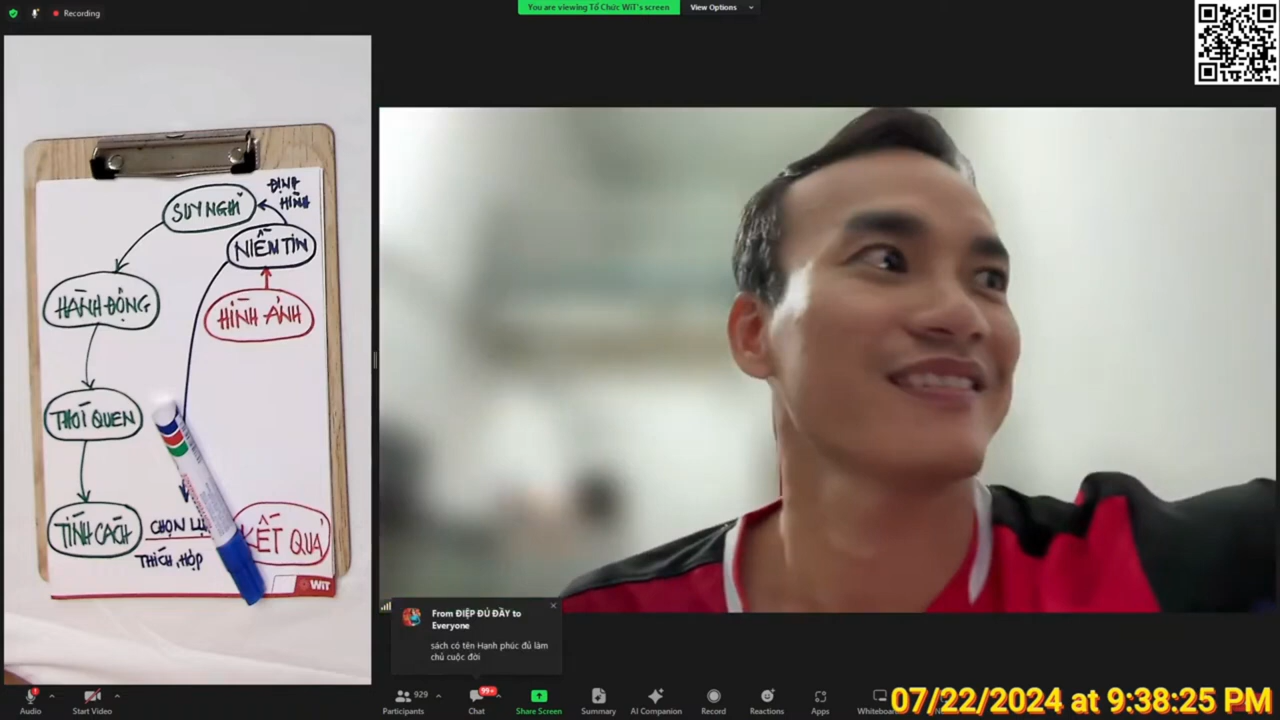 Recording
You are viewing Tổ Chức WiT's screen
View Options
ĐỊNH
HÌNH
SUY NGHĨ
NIỀM TIN
HÀNH ĐỘNG
HÌNH ẢNH
THÓI QUEN
TÍNH CÁCH
CHỌN
THÍCH HỢP
KẾT QUẢ
WiT
From ĐIỆP ĐỦ ĐẦY to
Everyone
sách có tên Hạnh phúc đủ làm
chủ cuộc đời
Audio
Start Video
929
Participants
99+
Chat
Share Screen
Summary
AI Companion
Record
Reactions
Apps
Whiteboards
07/22/2024 at 9:38:25 PM